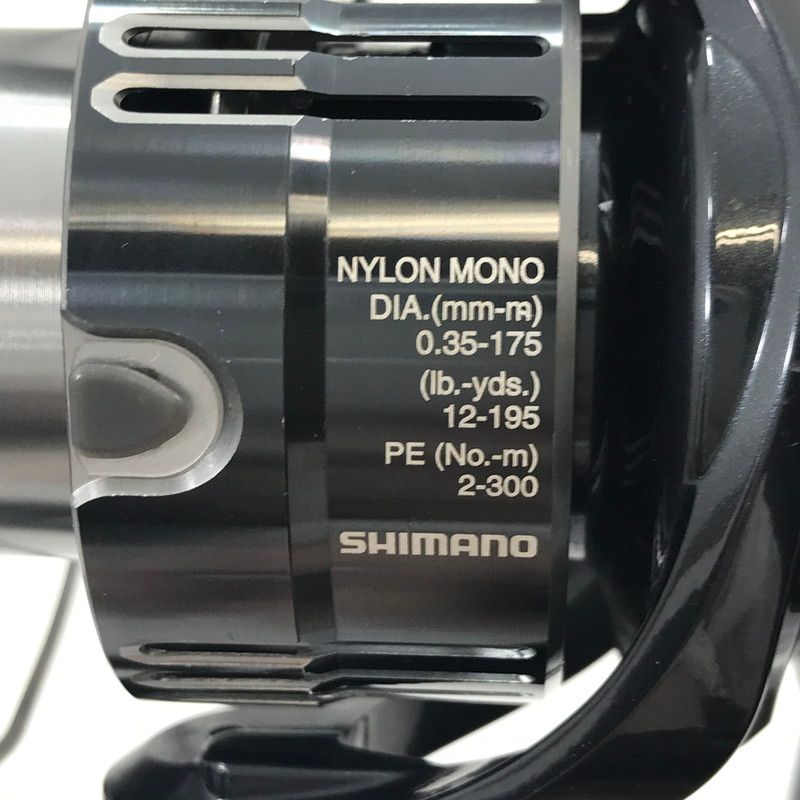 NYLON MONO
DIA.(mm-m)
0.35-175
(lb.-yds.)
12-195
PE (No.-m)
2-300
SHIMANO